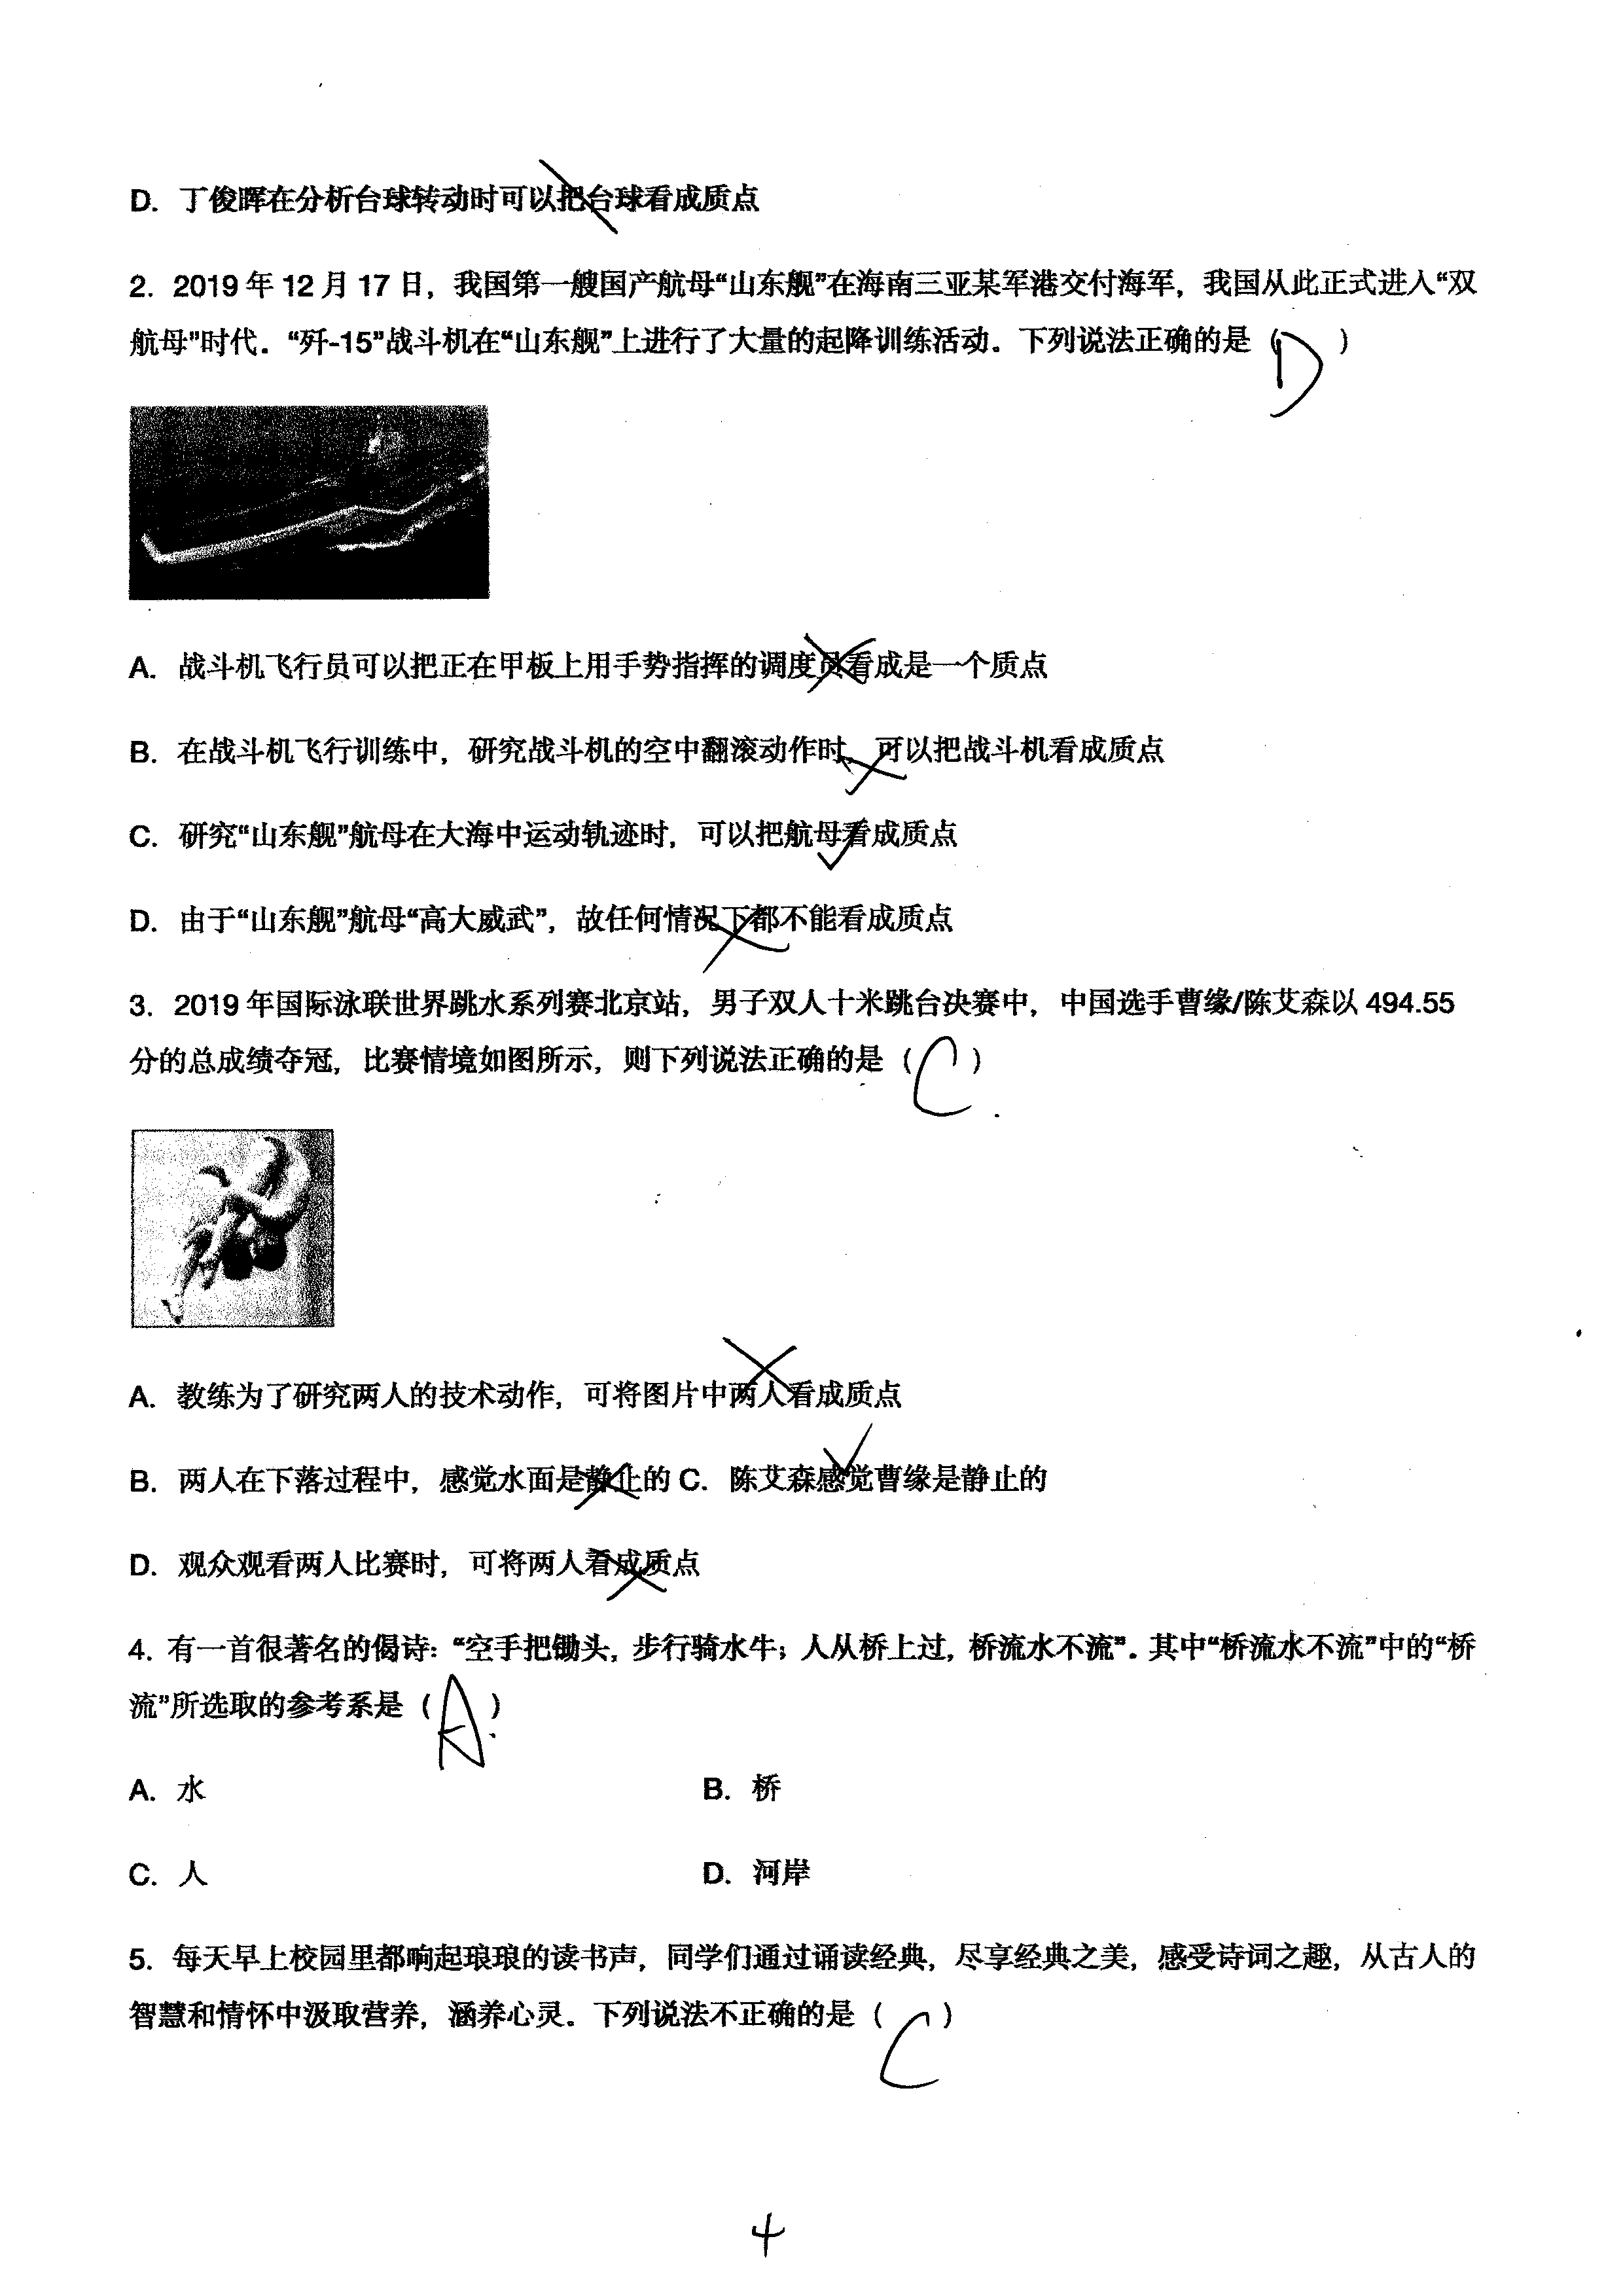 D. 丁俊晖在分析台球转动时可以把台球看成质点
2. 2019 年 12 月 17 日，我国第一艘国产航母“山东舰”在海南三亚某军港交付海军，我国从此正式进入“双
航母”时代．“歼-15”战斗机在“山东舰”上进行了大量的起降训练活动．下列说法正确的是（D）
A. 战斗机飞行员可以把正在甲板上用手势指挥的调度员看成是一个质点
B. 在战斗机飞行训练中，研究战斗机的空中翻滚动作时，可以把战斗机看成质点
C. 研究“山东舰”航母在大海中运动轨迹时，可以把航母看成质点
D. 由于“山东舰”航母“高大威武”，故任何情况下都不能看成质点
3. 2019 年国际泳联世界跳水系列赛北京站，男子双人十米跳台决赛中，中国选手曹缘/陈艾森以 494.55
分的总成绩夺冠，比赛情境如图所示，则下列说法正确的是（C）
A. 教练为了研究两人的技术动作，可将图片中两人看成质点
B. 两人在下落过程中，感觉水面是静止的 C. 陈艾森感觉曹缘是静止的
D. 观众观看两人比赛时，可将两人看成质点
4. 有一首很著名的偈诗：“空手把锄头，步行骑水牛；人从桥上过，桥流水不流”．其中“桥流水不流”中的“桥
流”所选取的参考系是（A）
A. 水 B. 桥
C. 人 D. 河岸
5. 每天早上校园里都响起琅琅的读书声，同学们通过诵读经典，尽享经典之美，感受诗词之趣，从古人的
智慧和情怀中汲取营养，涵养心灵．下列说法不正确的是（C）
4